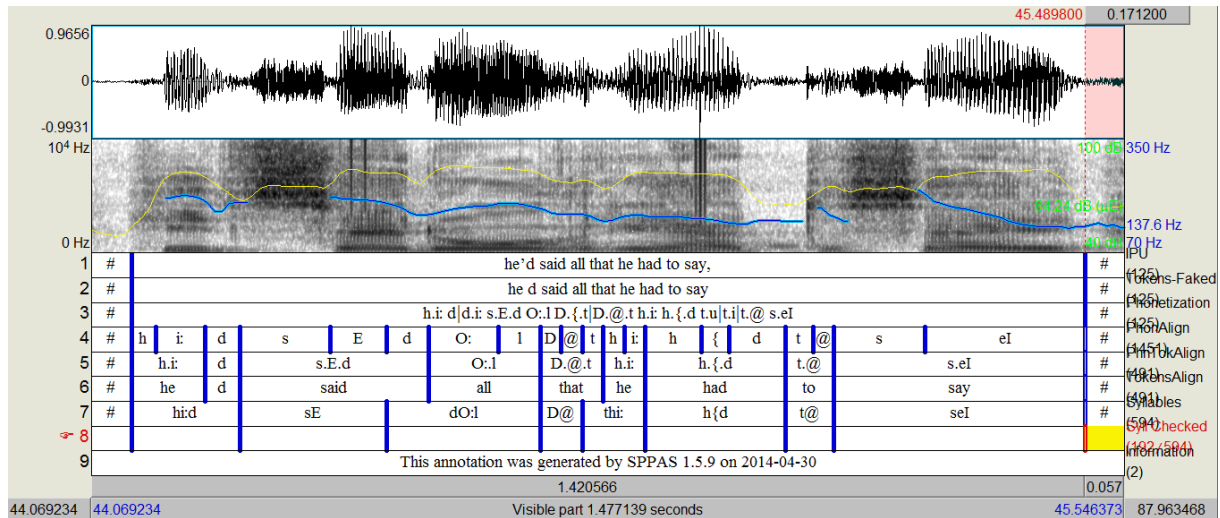 45.489800 0.171200
0.9656
0
-0.9931
10⁴ Hz 100 dB 350 Hz
137.6 Hz
0 Hz 40 dB 70 Hz
IPU
1 # he'd said all that he had to say, #
(125)
Tokens-Faked
2 # he d said all that he had to say #
(125)
Phonetization
3 # h.i: d|d.i: s.E.d O:.l D.{.t|D.@.t h.i: h.{.d t.u|t.i|t.@ s.eI #
(125)
PhonAlign
4 # h i: d s E d O: l D @ t h i: h { d t @ s eI #
(1451)
PhnTokAlign
5 # h.i: d s.E.d O:.l D.@.t h.i: h.{.d t.@ s.eI #
(491)
TokensAlign
6 # he d said all that he had to say #
(491)
Syllables
7 # hi:d sE dO:l D@ thi: h{d t@ seI #
(594)
Syll Checked
☞ 8
(102/594)
Information
9 This annotation was generated by SPPAS 1.5.9 on 2014-04-30
(2)
1.420566 0.057
44.069234 44.069234 Visible part 1.477139 seconds 45.546373 87.963468